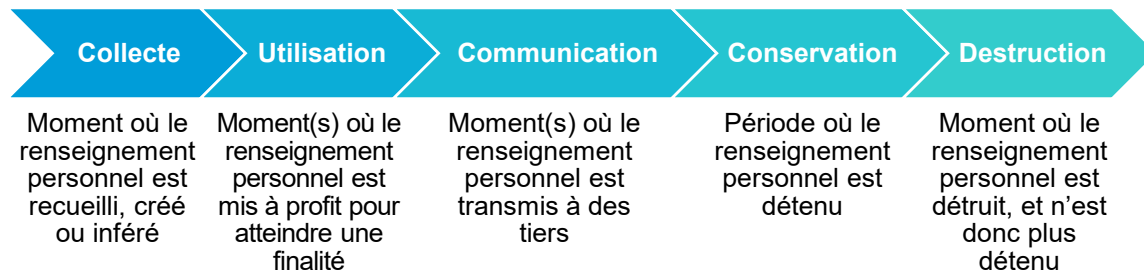 Collecte
Utilisation
Communication
Conservation
Destruction
Moment où le
renseignement
personnel est
recueilli, créé
ou inféré
Moment(s) où le
renseignement
personnel est
mis à profit pour
atteindre une
finalité
Moment(s) où le
renseignement
personnel est
transmis à des
tiers
Période où le
renseignement
personnel est
détenu
Moment où le
renseignement
personnel est
détruit, et n’est
donc plus
détenu